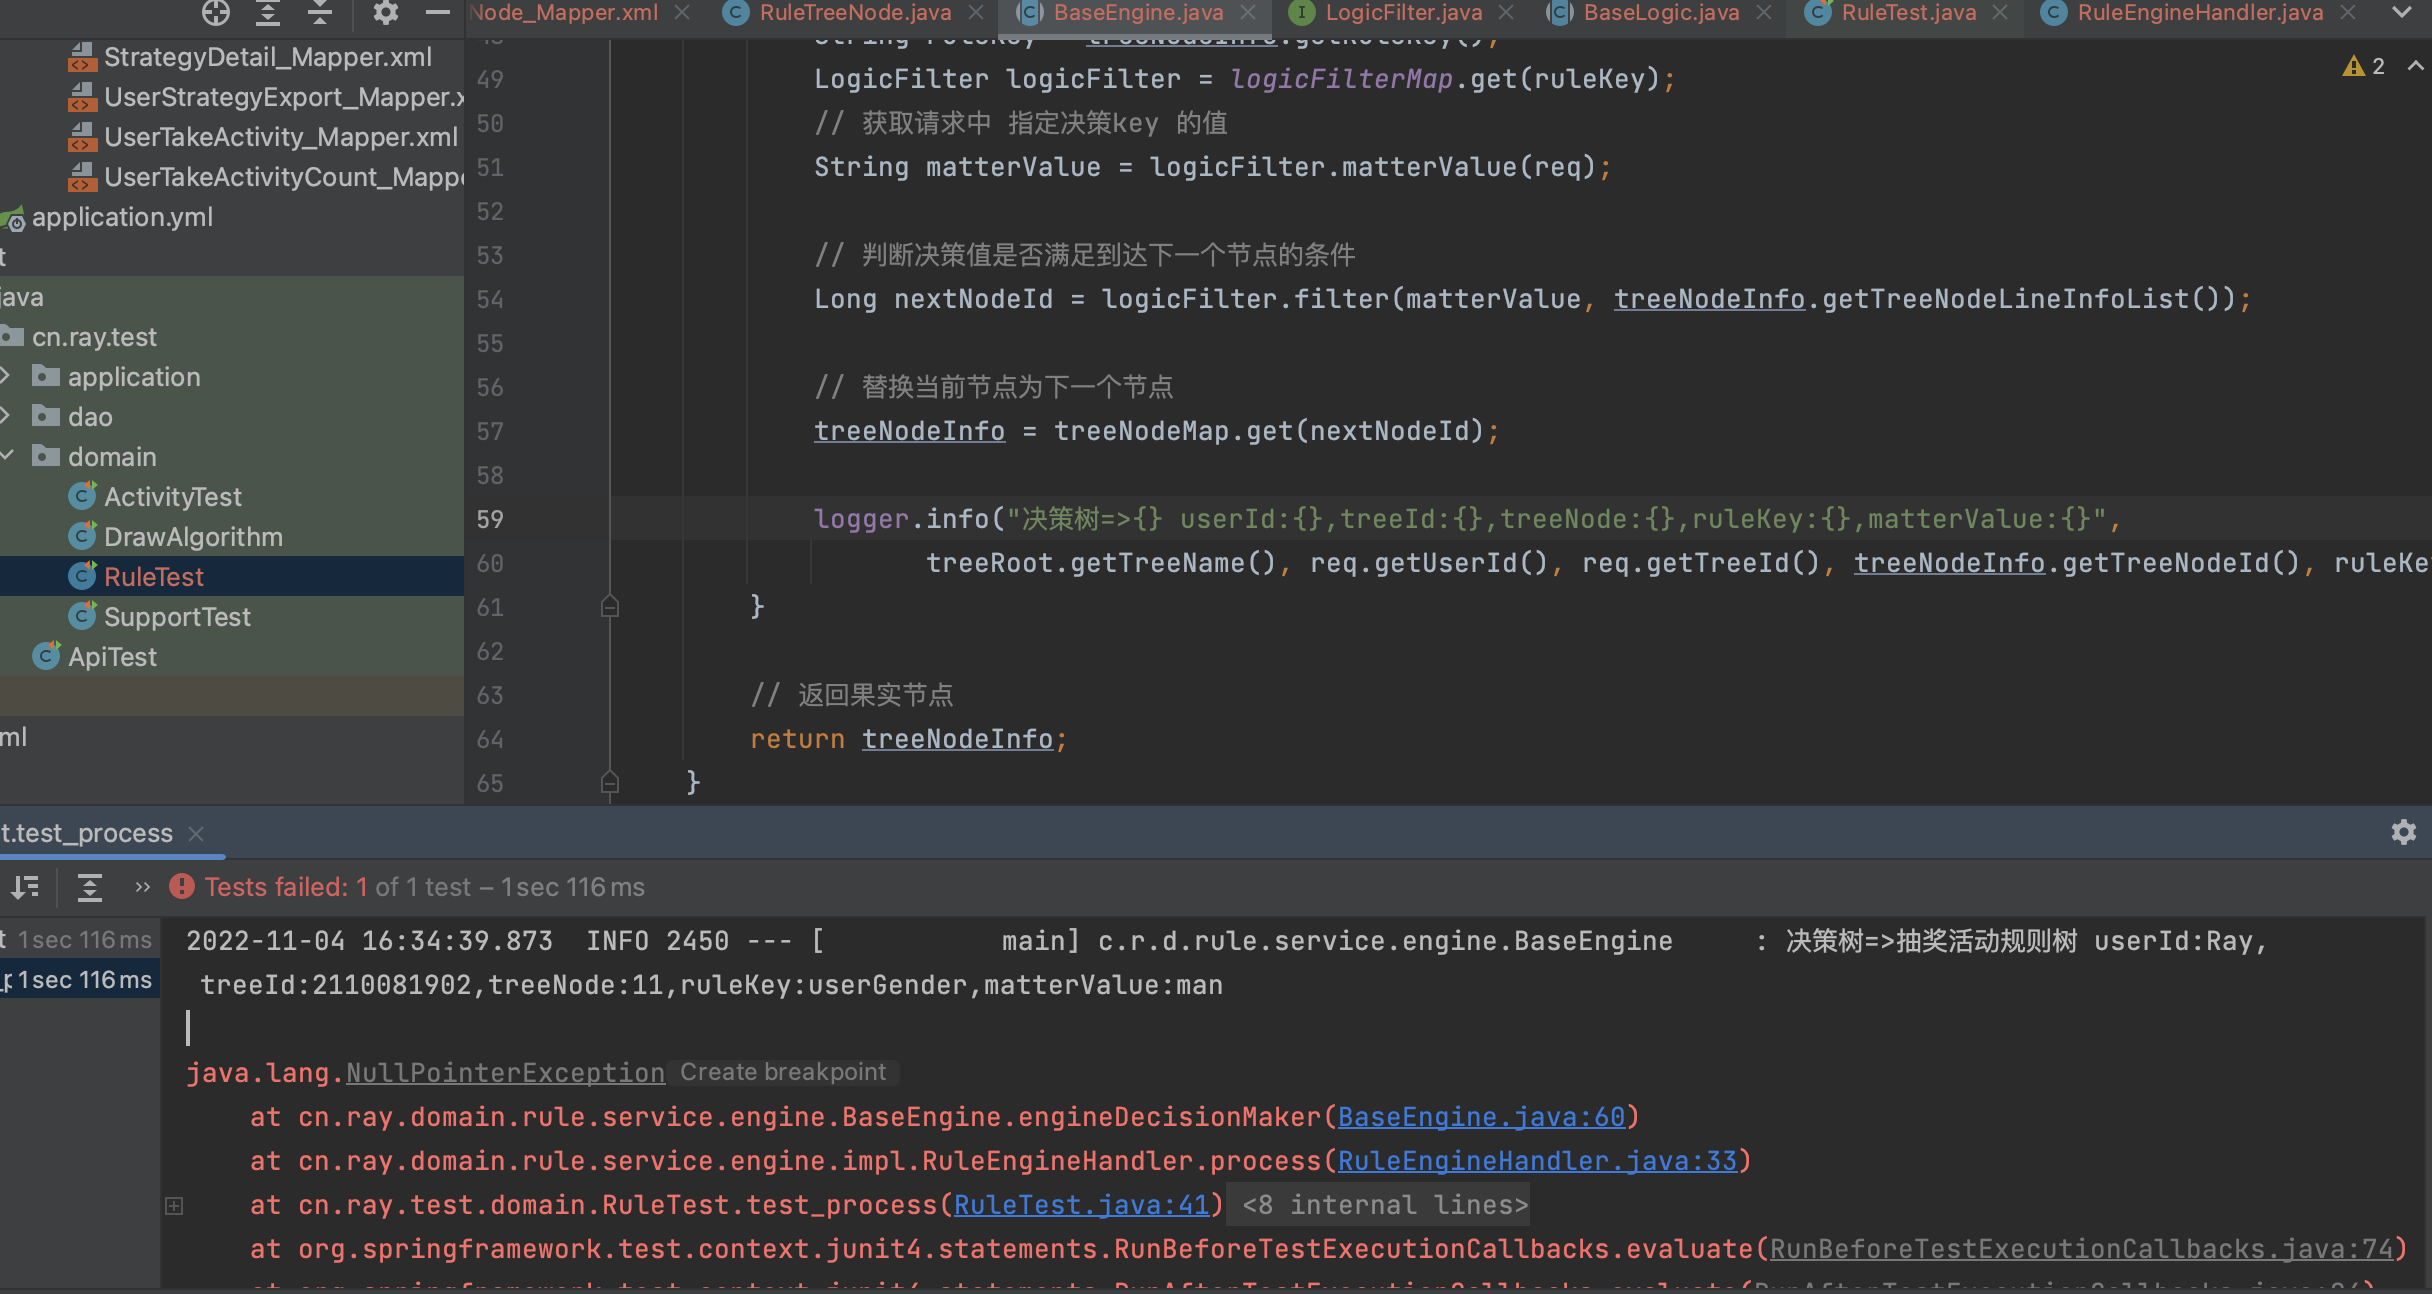 Node_Mapper.xml RuleTreeNode.java BaseEngine.java LogicFilter.java BaseLogic.java RuleTest.java RuleEngineHandler.java
StrategyDetail_Mapper.xml
UserStrategyExport_Mapper.x
UserTakeActivity_Mapper.xml
UserTakeActivityCount_Mapp
application.yml
t
java
cn.ray.test
application
dao
domain
ActivityTest
DrawAlgorithm
RuleTest
SupportTest
ApiTest
ml
2
48 String ruleKey = treeNodeInfo.getRuleKey();
49 LogicFilter logicFilter = logicFilterMap.get(ruleKey);
50 // 获取请求中 指定决策key 的值
51 String matterValue = logicFilter.matterValue(req);
52
53 // 判断决策值是否满足到达下一个节点的条件
54 Long nextNodeId = logicFilter.filter(matterValue, treeNodeInfo.getTreeNodeLineInfoList());
55
56 // 替换当前节点为下一个节点
57 treeNodeInfo = treeNodeMap.get(nextNodeId);
58
59 logger.info("决策树=>{} userId:{},treeId:{},treeNode:{},ruleKey:{},matterValue:{}",
60 treeRoot.getTreeName(), req.getUserId(), req.getTreeId(), treeNodeInfo.getTreeNodeId(), ruleKe
61 }
62
63 // 返回果实节点
64 return treeNodeInfo;
65 }
t.test_process
Tests failed: 1 of 1 test – 1 sec 116 ms
t 1 sec 116 ms
1 sec 116 ms
2022-11-04 16:34:39.873 INFO 2450 --- [ main] c.r.d.rule.service.engine.BaseEngine : 决策树=>抽奖活动规则树 userId:Ray,
treeId:2110081902,treeNode:11,ruleKey:userGender,matterValue:man
java.lang.NullPointerException Create breakpoint
at cn.ray.domain.rule.service.engine.BaseEngine.engineDecisionMaker(BaseEngine.java:60)
at cn.ray.domain.rule.service.engine.impl.RuleEngineHandler.process(RuleEngineHandler.java:33)
at cn.ray.test.domain.RuleTest.test_process(RuleTest.java:41) <8 internal lines>
at org.springframework.test.context.junit4.statements.RunBeforeTestExecutionCallbacks.evaluate(RunBeforeTestExecutionCallbacks.java:74)